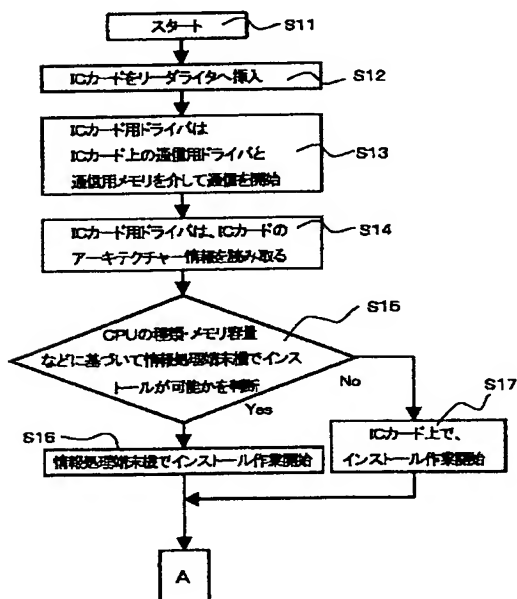 スタート
S11
ICカードをリーダライタへ挿入
S12
ICカード用ドライバは
ICカード上の通信用ドライバと
通信用メモリを介して通信を開始
S13
ICカード用ドライバは、ICカードの
アーキテクチャー情報を読み取る
S14
CPUの種類・メモリ容量
などに基づいて情報処理端末機でインス
トールが可能かを判断
S15
No
Yes
S16
情報処理端末機でインストール作業開始
S17
ICカード上で、
インストール作業開始
A